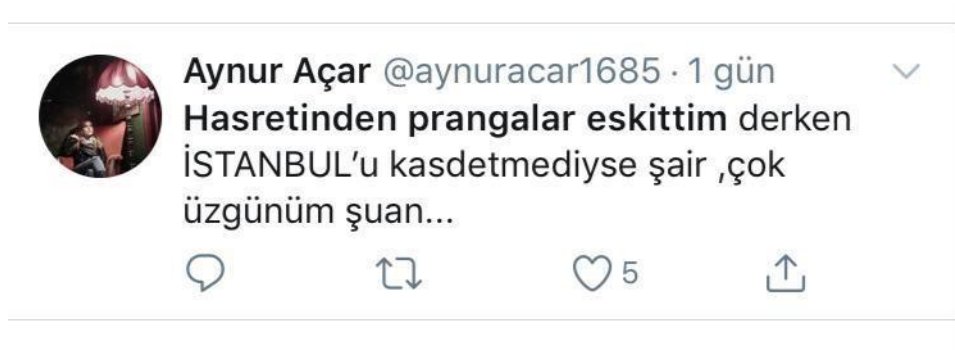 Aynur Açar @aynuracar1685 · 1 gün
Hasretinden prangalar eskittim derken
İSTANBUL’u kasdetmediyse şair ,çok
üzgünüm şuan...
5